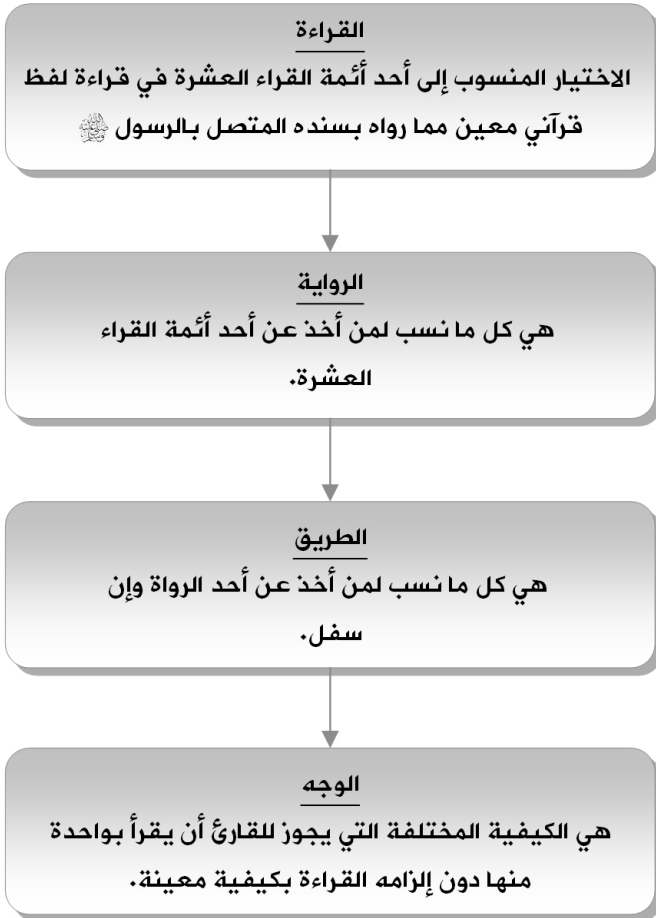 القراءة
الاختيار المنسوب إلى أحد أئمة القراء العشرة في قراءة لفظ
قرآني معين مما رواه بسنده المتصل بالرسول ﷺ
الرواية
هي كل ما نسب لمن أخذ عن أحد أئمة القراء
العشرة.
الطريق
هي كل ما نسب لمن أخذ عن أحد الرواة وإن
سفل.
الوجه
هي الكيفية المختلفة التي يجوز للقارئ أن يقرأ بواحدة
منها دون إلزامه القراءة بكيفية معينة.